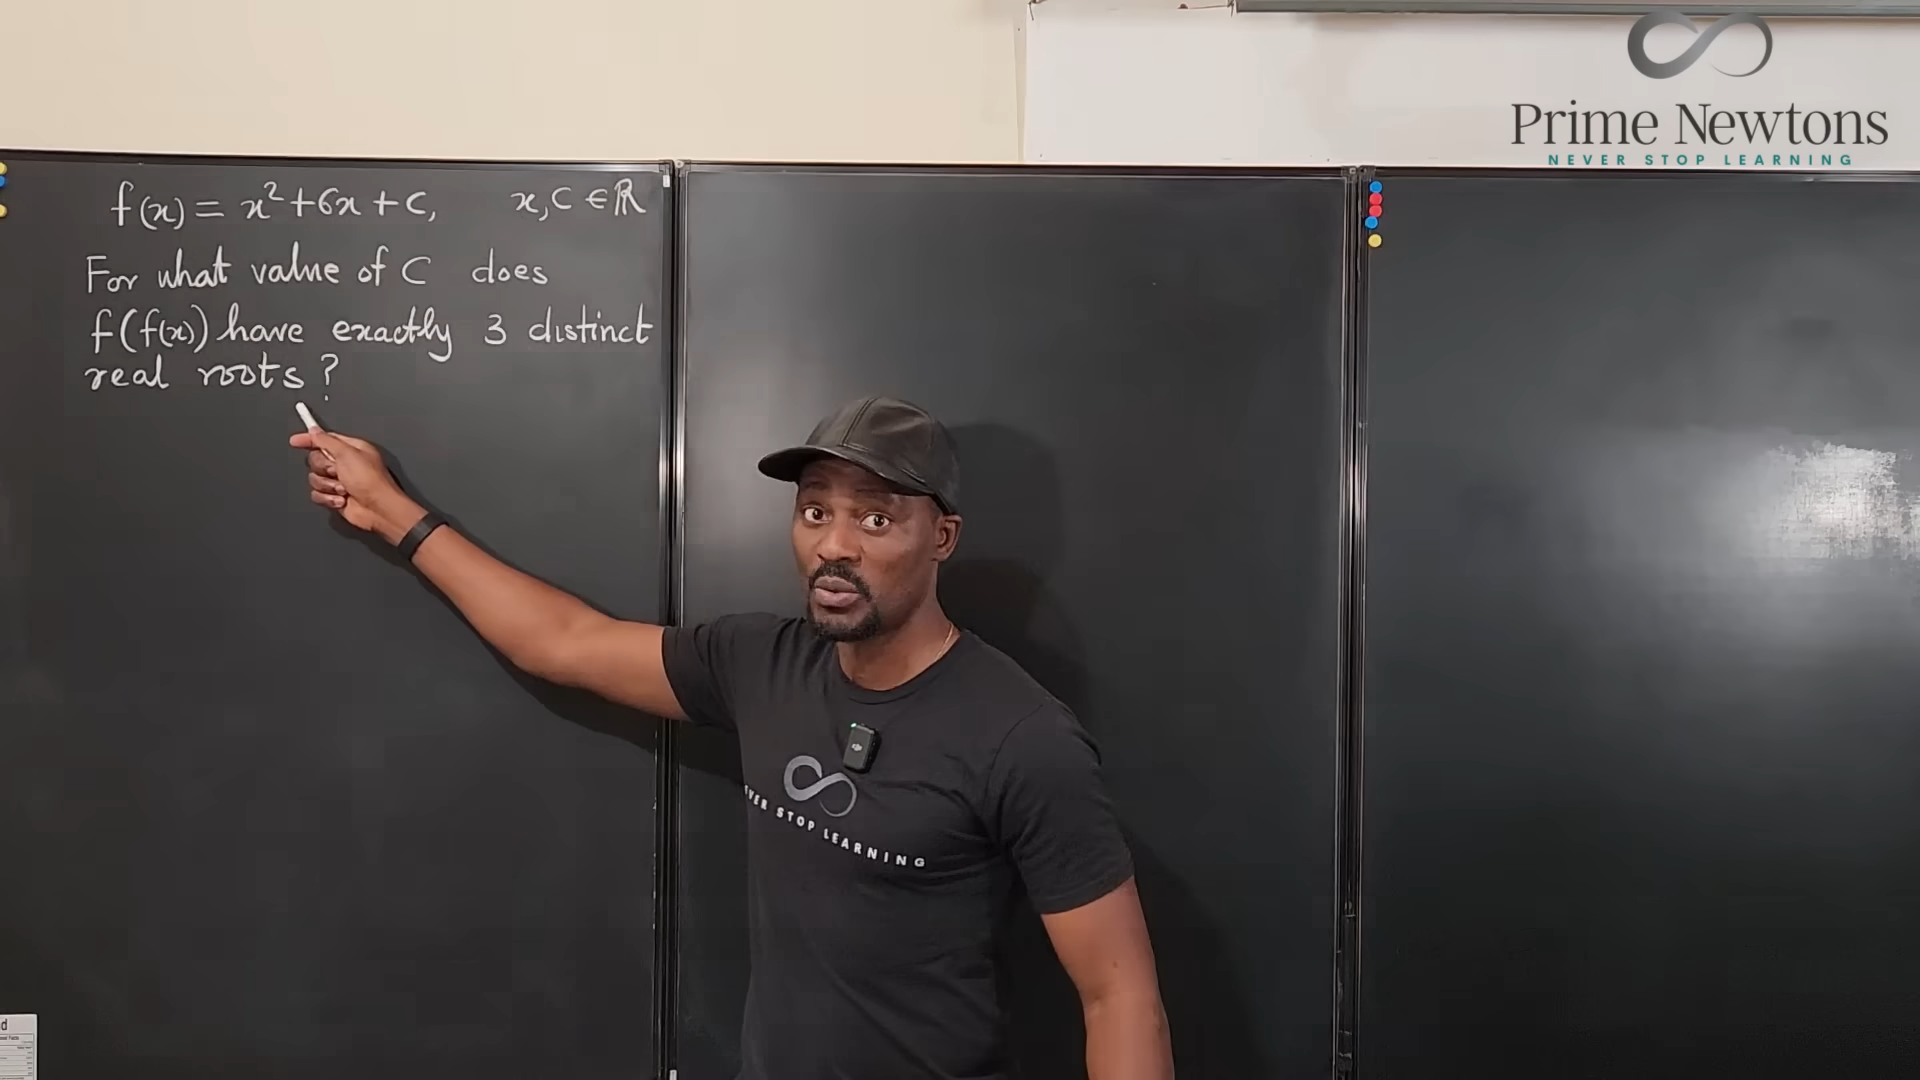 Prime Newtons
NEVER STOP LEARNING
f(x) = x²+6x+C, x,C ∈ ℝ
For what value of C does
f(f(x)) have exactly 3 distinct
real roots?
EVER STOP LEARNING